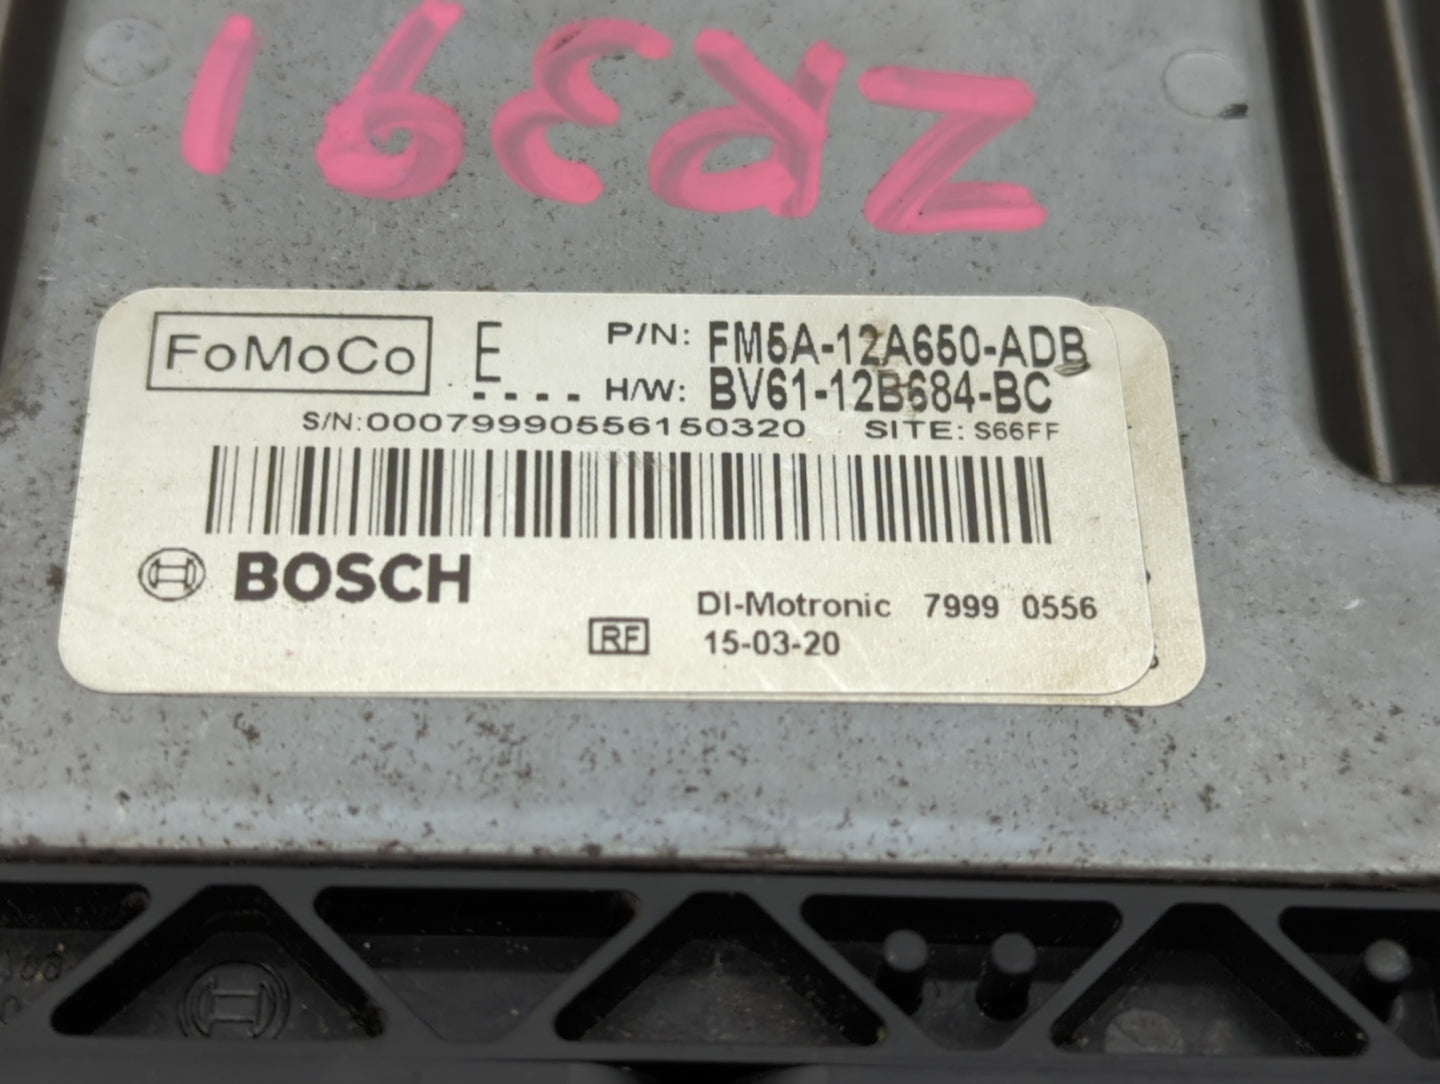 ZR391
FoMoCo E P/N: FM5A-12A650-ADB
---- H/W: BV61-12B684-BC
S/N:00079990556150320 SITE: S66FF
BOSCH
DI-Motronic 7999 0556
RF 15-03-20